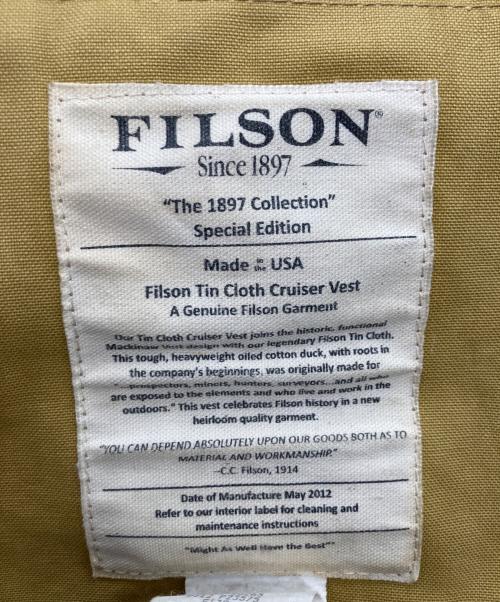 FILSON®
Since 1897
"The 1897 Collection"
Special Edition
Made in the USA
Filson Tin Cloth Cruiser Vest
A Genuine Filson Garment
Our Tin Cloth Cruiser Vest joins the historic, functional
Mackinaw Vest design with our legendary Filson Tin Cloth.
This tough, heavyweight oiled cotton duck, with roots in
the company's beginnings, was originally made for
"...prospectors, miners, hunters, surveyors...and all who
are exposed to the elements and who live and work in the
outdoors." This vest celebrates Filson history in a new
heirloom quality garment.
"YOU CAN DEPEND ABSOLUTELY UPON OUR GOODS BOTH AS TO
MATERIAL AND WORKMANSHIP."
–C.C. Filson, 1914
Date of Manufacture May 2012
Refer to our interior label for cleaning and
maintenance instructions
"Might As Well Have the Best"